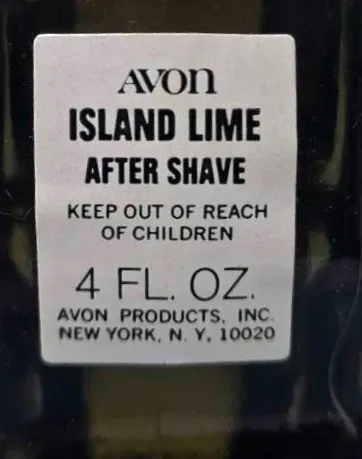 AVON
ISLAND LIME
AFTER SHAVE
KEEP OUT OF REACH
OF CHILDREN
4 FL. OZ.
AVON PRODUCTS, INC.
NEW YORK, N. Y. 10020